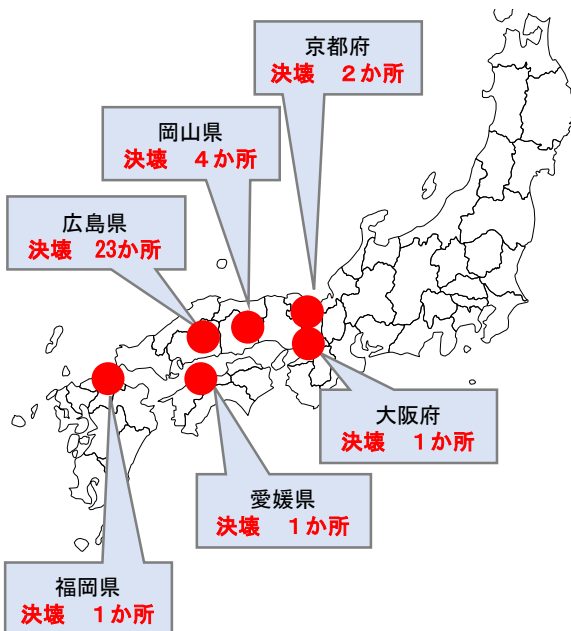 京都府
決壊　２か所
岡山県
決壊　４か所
広島県
決壊　23か所
大阪府
決壊　１か所
愛媛県
決壊　１か所
福岡県
決壊　１か所